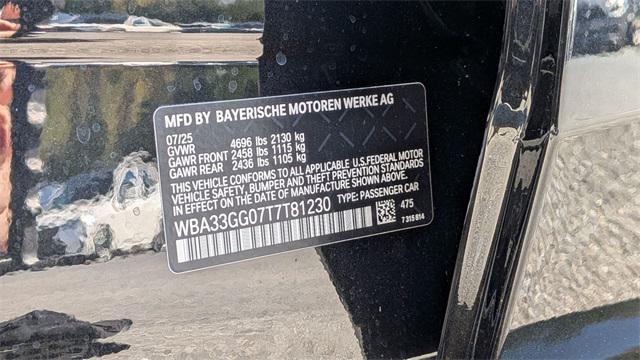 MFD BY BAYERISCHE MOTOREN WERKE AG
07/25
GVWR 4696 lbs 2130 kg
GAWR FRONT 2458 lbs 1115 kg
GAWR REAR 2436 lbs 1105 kg
THIS VEHICLE CONFORMS TO ALL APPLICABLE U.S.FEDERAL MOTOR
VEHICLE SAFETY, BUMPER AND THEFT PREVENTION STANDARDS
IN EFFECT ON THE DATE OF MANUFACTURE SHOWN ABOVE.
WBA33GG07T7T81230 TYPE: PASSENGER CAR
475
7 315 814